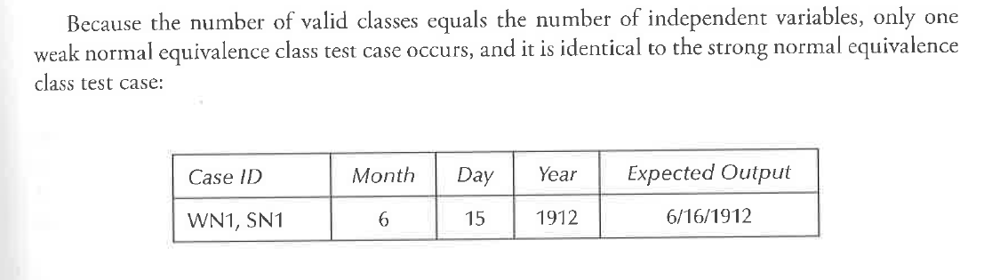 Because the number of valid classes equals the number of independent variables, only one
weak normal equivalence class test case occurs, and it is identical to the strong normal equivalence
class test case:
Case ID Month Day Year Expected Output
WN1, SN1 6 15 1912 6/16/1912